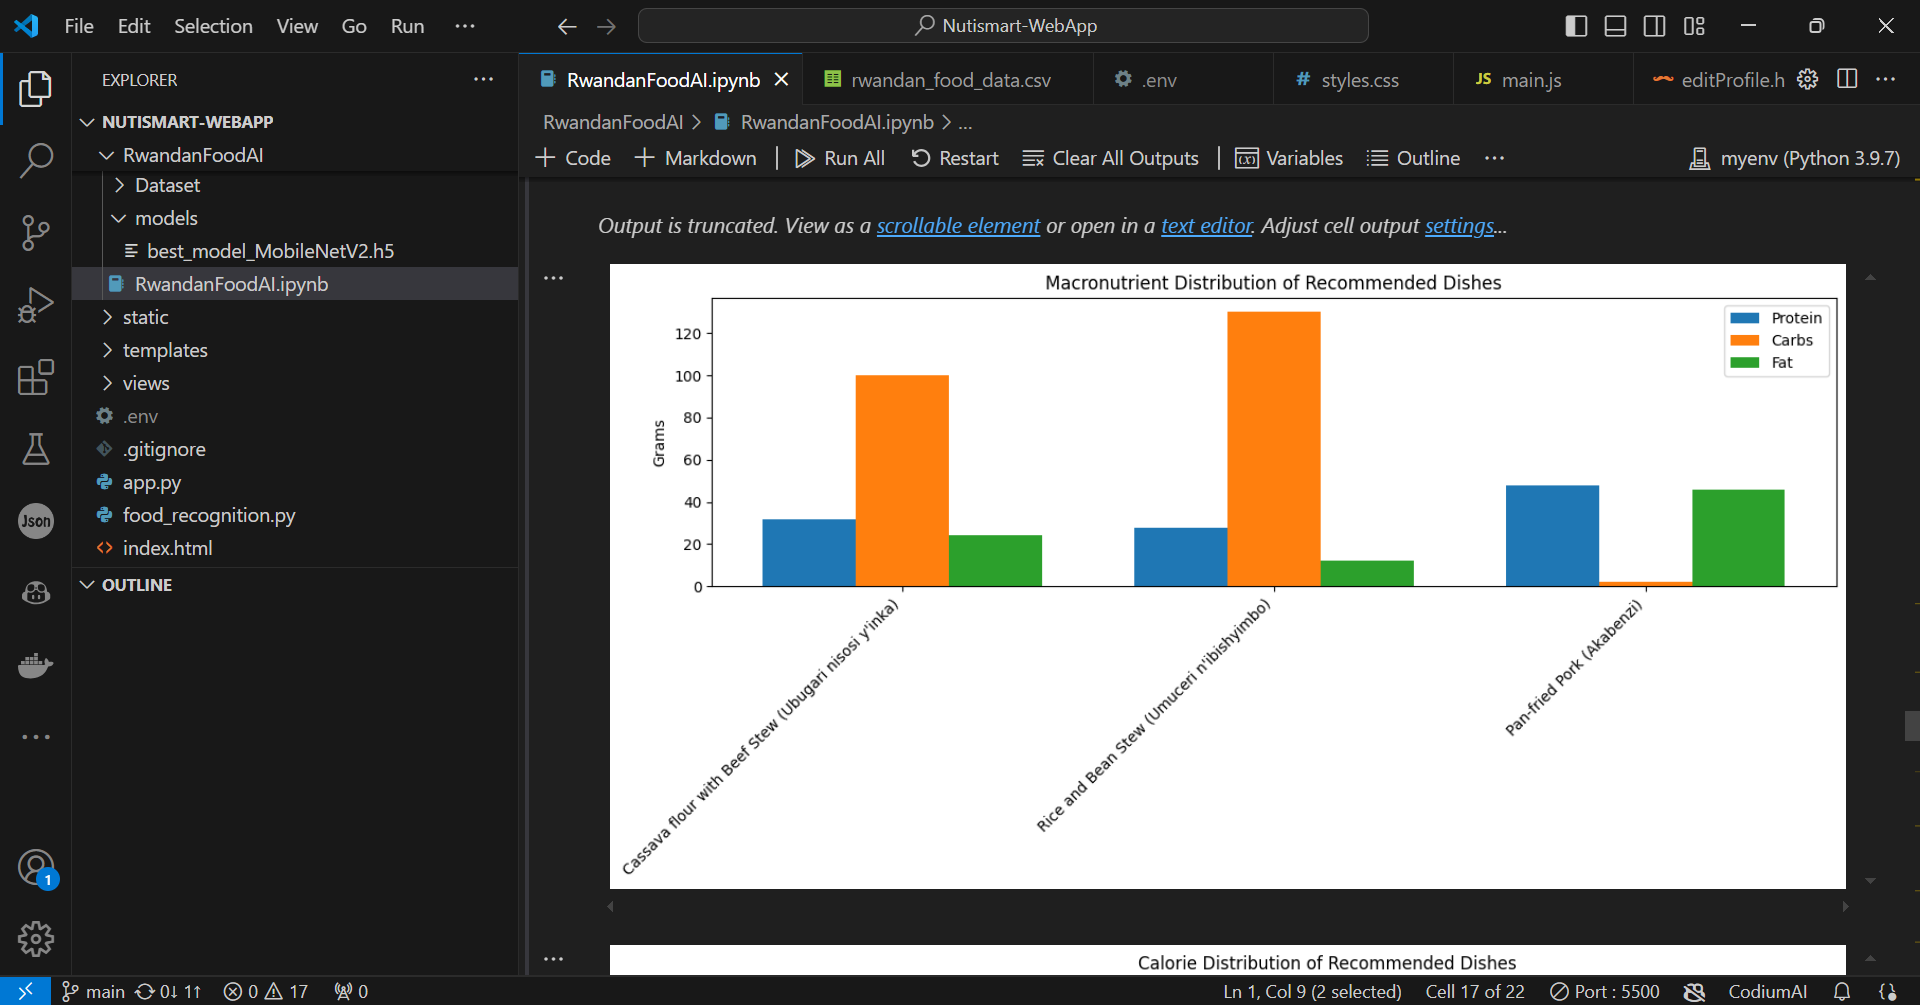 File Edit Selection View Go Run ...
Nutismart-WebApp
EXPLORER
RwandanFoodAI.ipynb
rwandan_food_data.csv
.env
# styles.css
JS main.js
editProfile.h
NUTISMART-WEBAPP
RwandanFoodAI > RwandanFoodAI.ipynb > ...
RwandanFoodAI
+ Code + Markdown Run All Restart Clear All Outputs Variables Outline ... myenv (Python 3.9.7)
Dataset
models
best_model_MobileNetV2.h5
RwandanFoodAI.ipynb
static
templates
views
.env
.gitignore
app.py
food_recognition.py
index.html
OUTLINE
Json
1
Output is truncated. View as a scrollable element or open in a text editor. Adjust cell output settings...
Macronutrient Distribution of Recommended Dishes
Protein
Carbs
Fat
Grams
120
100
80
60
40
20
0
Cassava flour with Beef Stew (Ubugari nisosi y'inka)
Rice and Bean Stew (Umuceri n'ibishyimbo)
Pan-fried Pork (Akabenzi)
Calorie Distribution of Recommended Dishes
main 0↓ 1↑ 0 17 0
Ln 1, Col 9 (2 selected) Cell 17 of 22 Port : 5500 CodiumAI